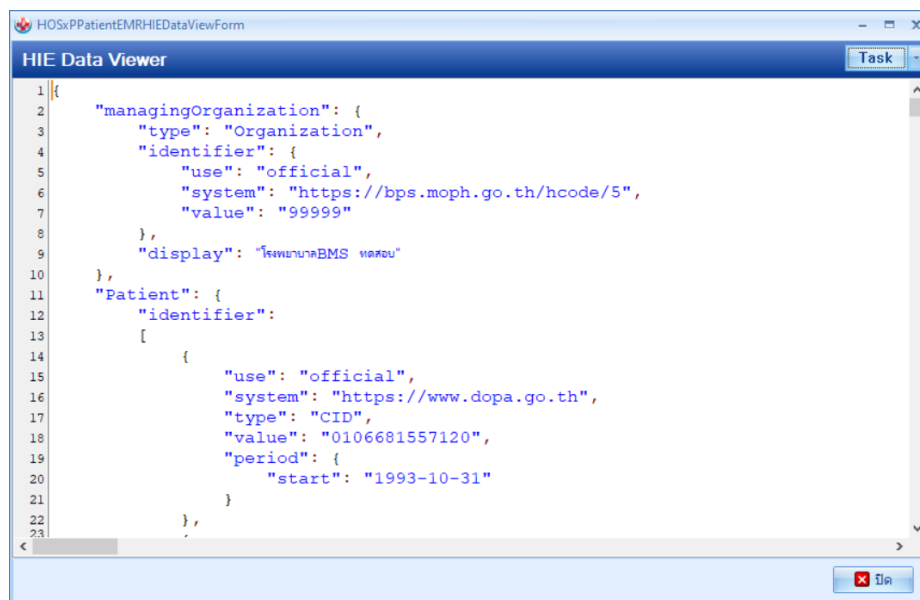 HOSxPPatientEMRHIEDataViewForm
HIE Data Viewer
Task
1 {
2 "managingOrganization": {
3 "type": "Organization",
4 "identifier": {
5 "use": "official",
6 "system": "https://bps.moph.go.th/hcode/5",
7 "value": "99999"
8 },
9 "display": "โรงพยาบาลBMS ทดสอบ"
10 },
11 "Patient": {
12 "identifier":
13 [
14 {
15 "use": "official",
16 "system": "https://www.dopa.go.th",
17 "type": "CID",
18 "value": "0106681557120",
19 "period": {
20 "start": "1993-10-31"
21 }
22 },
23
ปิด